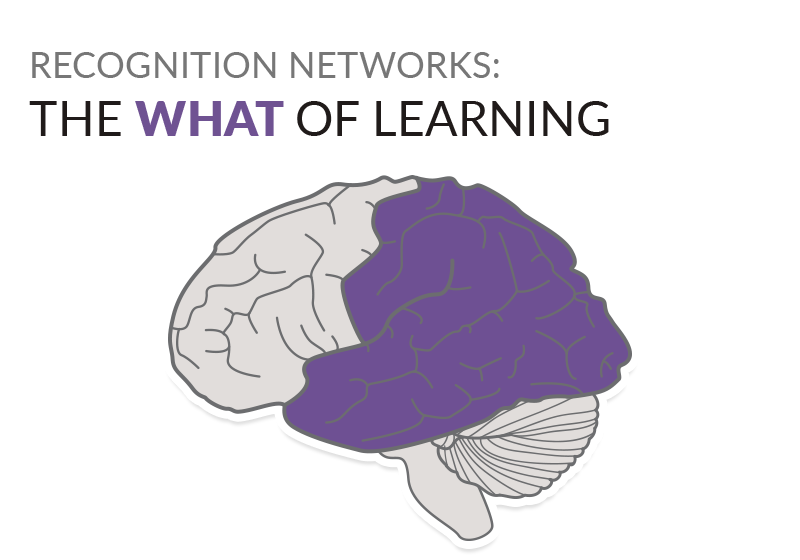 RECOGNITION NETWORKS:
THE WHAT OF LEARNING